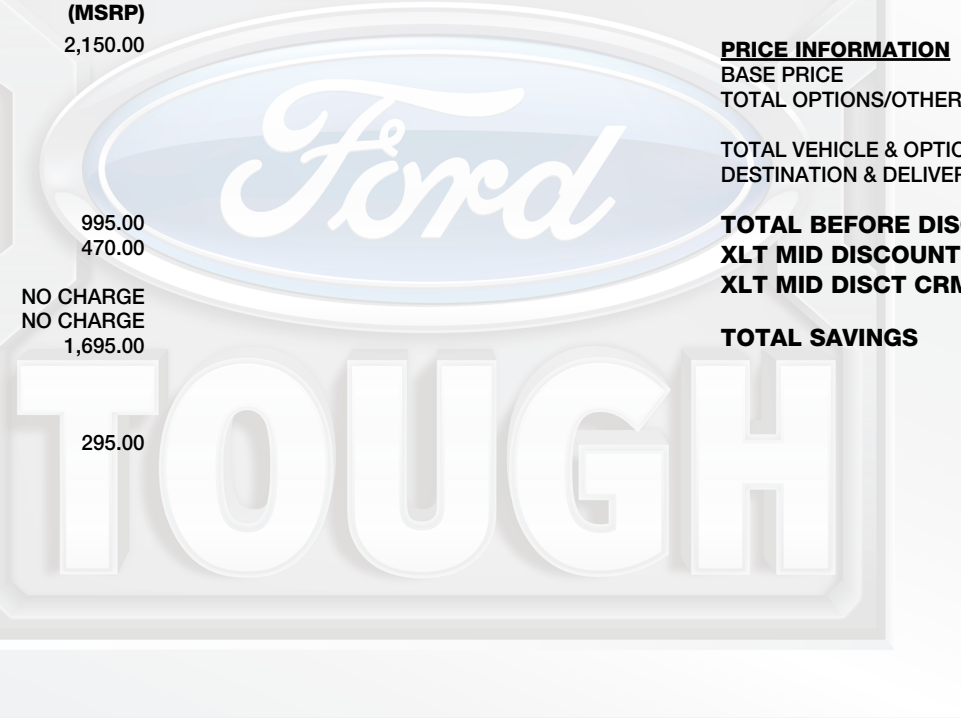 (MSRP)
2,150.00
995.00
470.00
NO CHARGE
NO CHARGE
1,695.00
295.00
PRICE INFORMATION
BASE PRICE
TOTAL OPTIONS/OTHER
TOTAL VEHICLE & OPTIO
DESTINATION & DELIVER
TOTAL BEFORE DISC
XLT MID DISCOUNT
XLT MID DISCT CRM
TOTAL SAVINGS
Ford
TOUGH